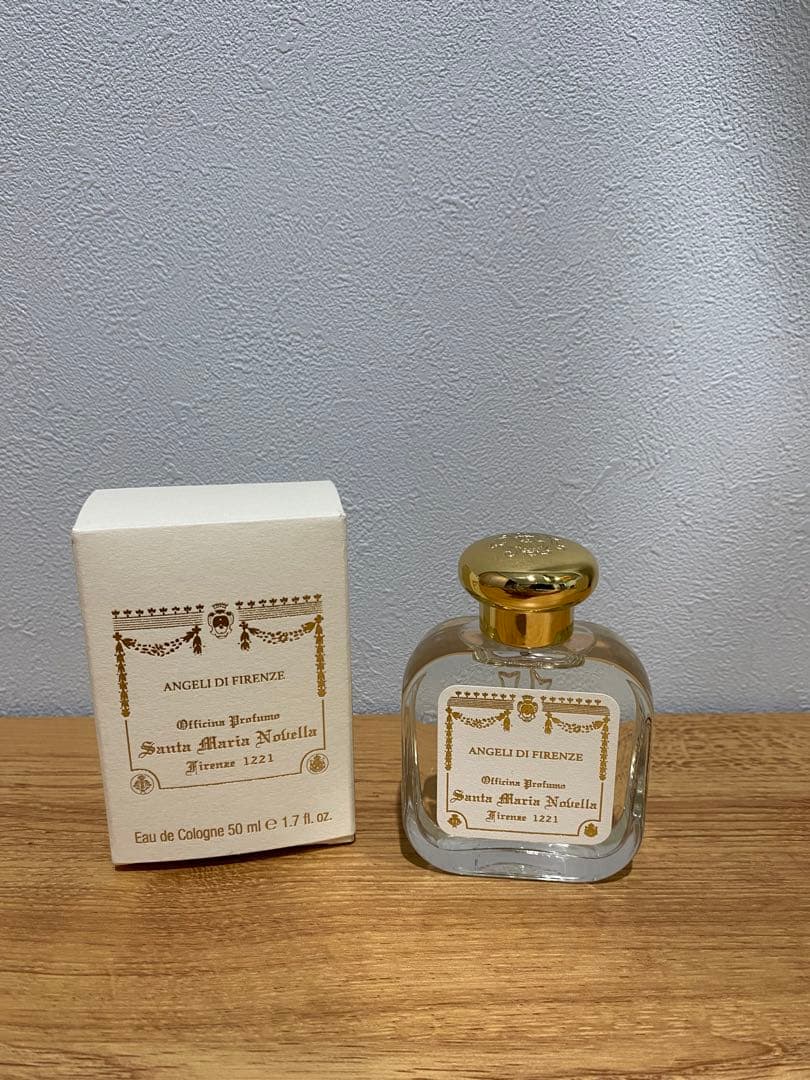 ANGELI DI FIRENZE
Officina Profumo
Santa Maria Novella
Firenze 1221
Eau de Cologne 50 ml ℮ 1.7 fl. oz.
ANGELI DI FIRENZE
Officina Profumo
Santa Maria Novella
Firenze 1221